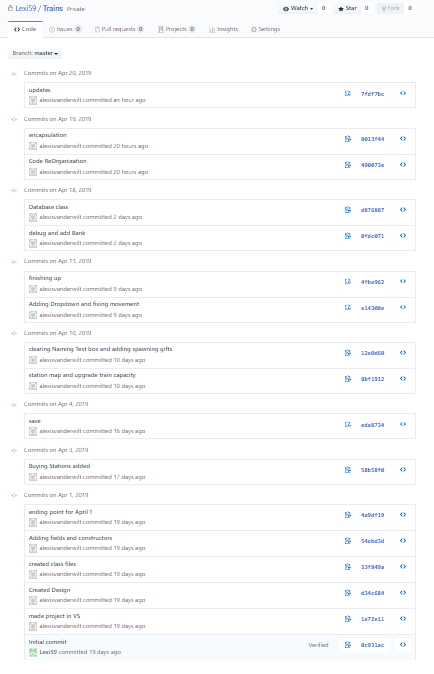 Lexi59 / Trains Private
Watch 0 Star 0 Fork 0
Code Issues 0 Pull requests 0 Projects 0 Insights Settings
Branch: master
Commits on Apr 20, 2019
updates
alexisvanderwilt committed an hour ago
7fdf7bc
Commits on Apr 19, 2019
encapsulation
alexisvanderwilt committed 20 hours ago
8013f44
Code ReOrganization
alexisvanderwilt committed 20 hours ago
490073e
Commits on Apr 18, 2019
Database class
alexisvanderwilt committed 2 days ago
d876887
debug and add Bank
alexisvanderwilt committed 2 days ago
0fdc071
Commits on Apr 11, 2019
finishing up
alexisvanderwilt committed 9 days ago
4fbe962
Adding Dropdown and fixing movement
alexisvanderwilt committed 9 days ago
e14308e
Commits on Apr 10, 2019
clearing Naming Text box and adding spawning gifts
alexisvanderwilt committed 10 days ago
12e0d60
station map and upgrade train capacity
alexisvanderwilt committed 10 days ago
8bf1912
Commits on Apr 4, 2019
save
alexisvanderwilt committed 16 days ago
eda8734
Commits on Apr 3, 2019
Buying Stations added
alexisvanderwilt committed 17 days ago
58b58f0
Commits on Apr 1, 2019
ending point for April 1
alexisvanderwilt committed 19 days ago
4a9df19
Adding fields and constructors
alexisvanderwilt committed 19 days ago
54ebd3d
created class files
alexisvanderwilt committed 19 days ago
33f849a
Created Design
alexisvanderwilt committed 19 days ago
d34c684
made project in VS
alexisvanderwilt committed 19 days ago
1e72e11
Initial commit
Lexi59 committed 19 days ago
Verified 0c931ac